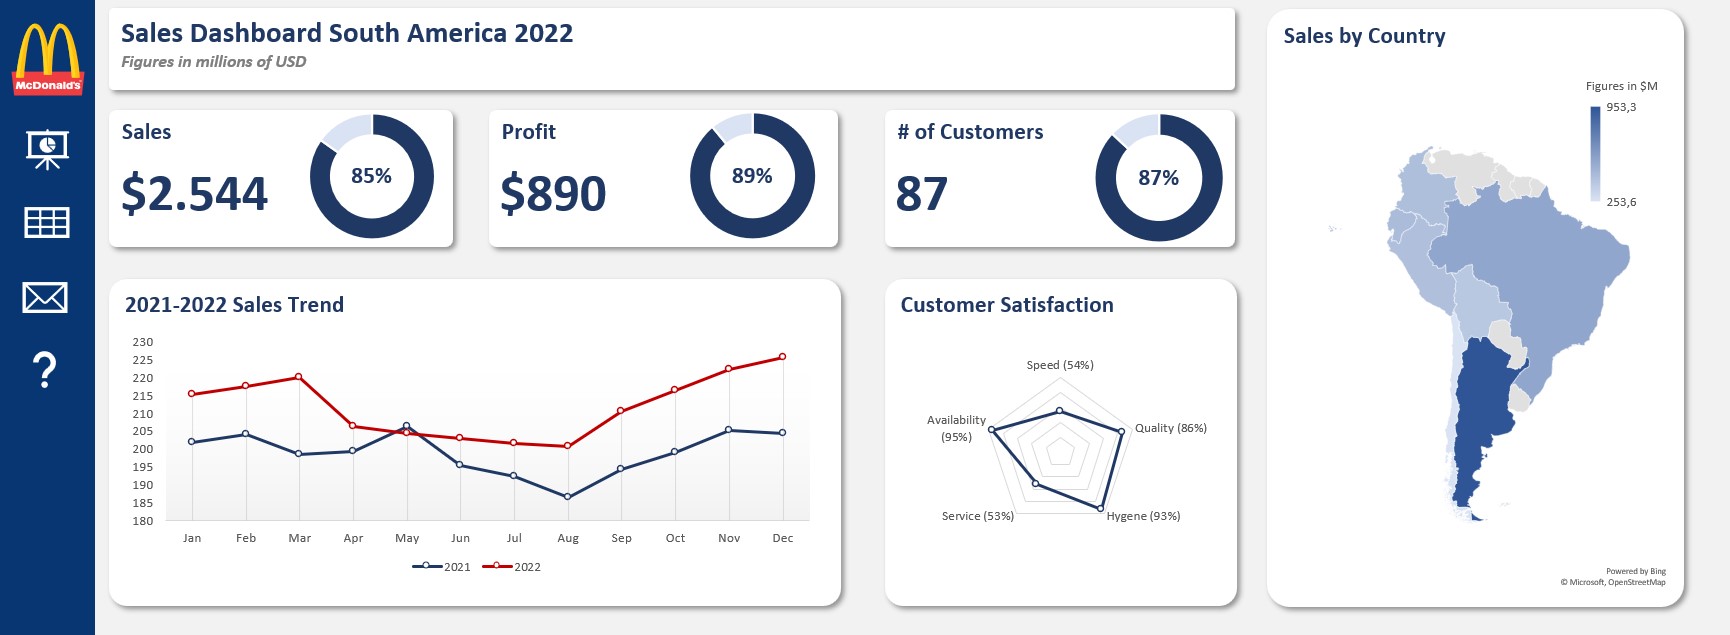 McDonald's
Sales Dashboard South America 2022
Figures in millions of USD
Sales
$2.544
85%
Profit
$890
89%
# of Customers
87
87%
2021-2022 Sales Trend
230
225
220
215
210
205
200
195
190
185
180
Jan Feb Mar Apr May Jun Jul Aug Sep Oct Nov Dec
2021 2022
Customer Satisfaction
Speed (54%)
Quality (86%)
Hygene (93%)
Service (53%)
Availability
(95%)
Sales by Country
Figures in $M
953,3
253,6
Powered by Bing
© Microsoft, OpenStreetMap